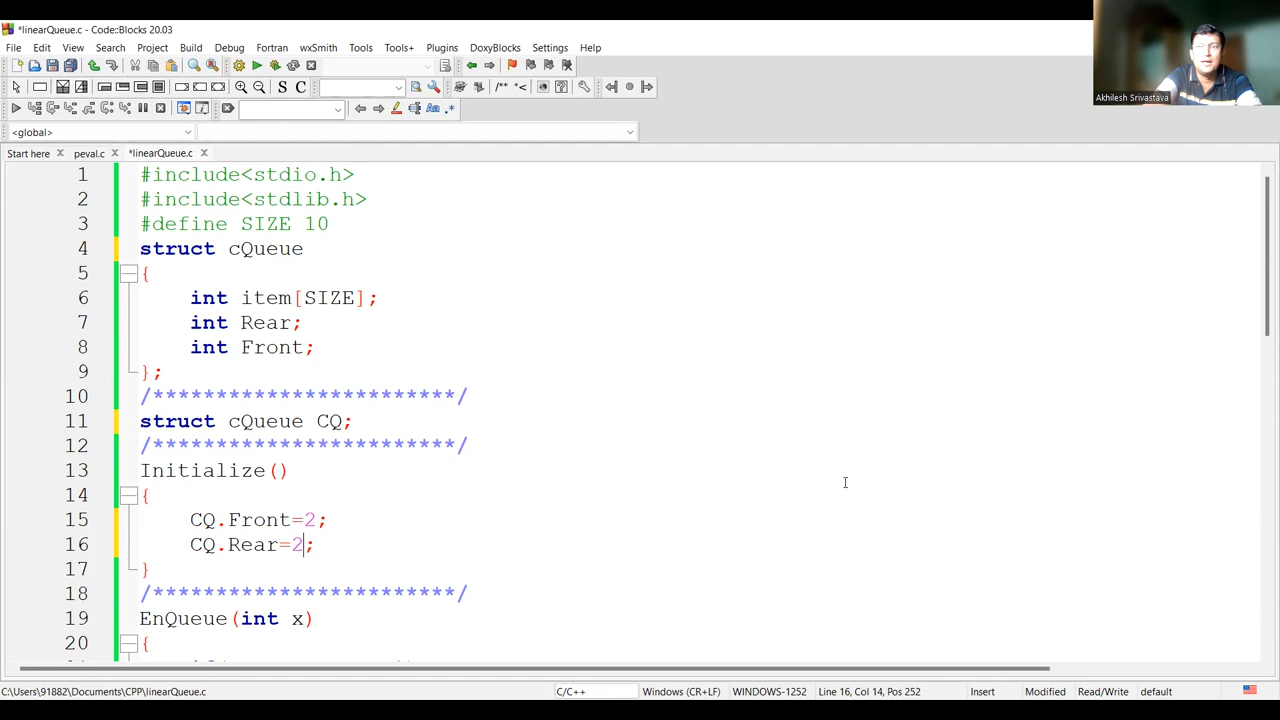 *linearQueue.c - Code::Blocks 20.03
File Edit View Search Project Build Debug Fortran wxSmith Tools Tools+ Plugins DoxyBlocks Settings Help
S C /** *<
Aa .*
<global>
Start here peval.c *linearQueue.c
Akhilesh Srivastava
1 #include<stdio.h>
2 #include<stdlib.h>
3 #define SIZE 10
4 struct cQueue
5 {
6 int item[SIZE];
7 int Rear;
8 int Front;
9 };
10 /************************/
11 struct cQueue CQ;
12 /************************/
13 Initialize()
14 {
15 CQ.Front=2;
16 CQ.Rear=2;
17 }
18 /************************/
19 EnQueue(int x)
20 {
C:\Users\91882\Documents\CPP\linearQueue.c C/C++ Windows (CR+LF) WINDOWS-1252 Line 16, Col 14, Pos 252 Insert Modified Read/Write default